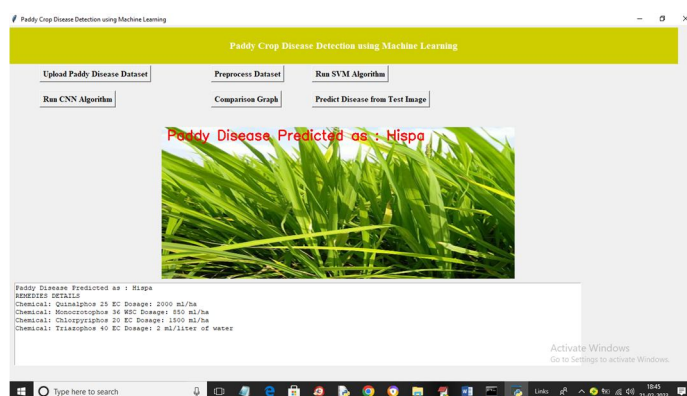 Paddy Crop Disease Detection using Machine Learning
Paddy Crop Disease Detection using Machine Learning
Upload Paddy Disease Dataset
Preprocess Dataset
Run SVM Algorithm
Run CNN Algorithm
Comparison Graph
Predict Disease from Test Image
Paddy Disease Predicted as : Hispa
Paddy Disease Predicted as : Hispa
REMEDIES DETAILS
Chemical: Quinalphos 25 EC Dosage: 2000 ml/ha
Chemical: Monocrotophos 36 WSC Dosage: 850 ml/ha
Chemical: Chlorpyriphos 20 EC Dosage: 1500 ml/ha
Chemical: Triazophos 40 EC Dosage: 2 ml/liter of water
Activate Windows
Go to Settings to activate Windows.
Type here to search
Links
18:45